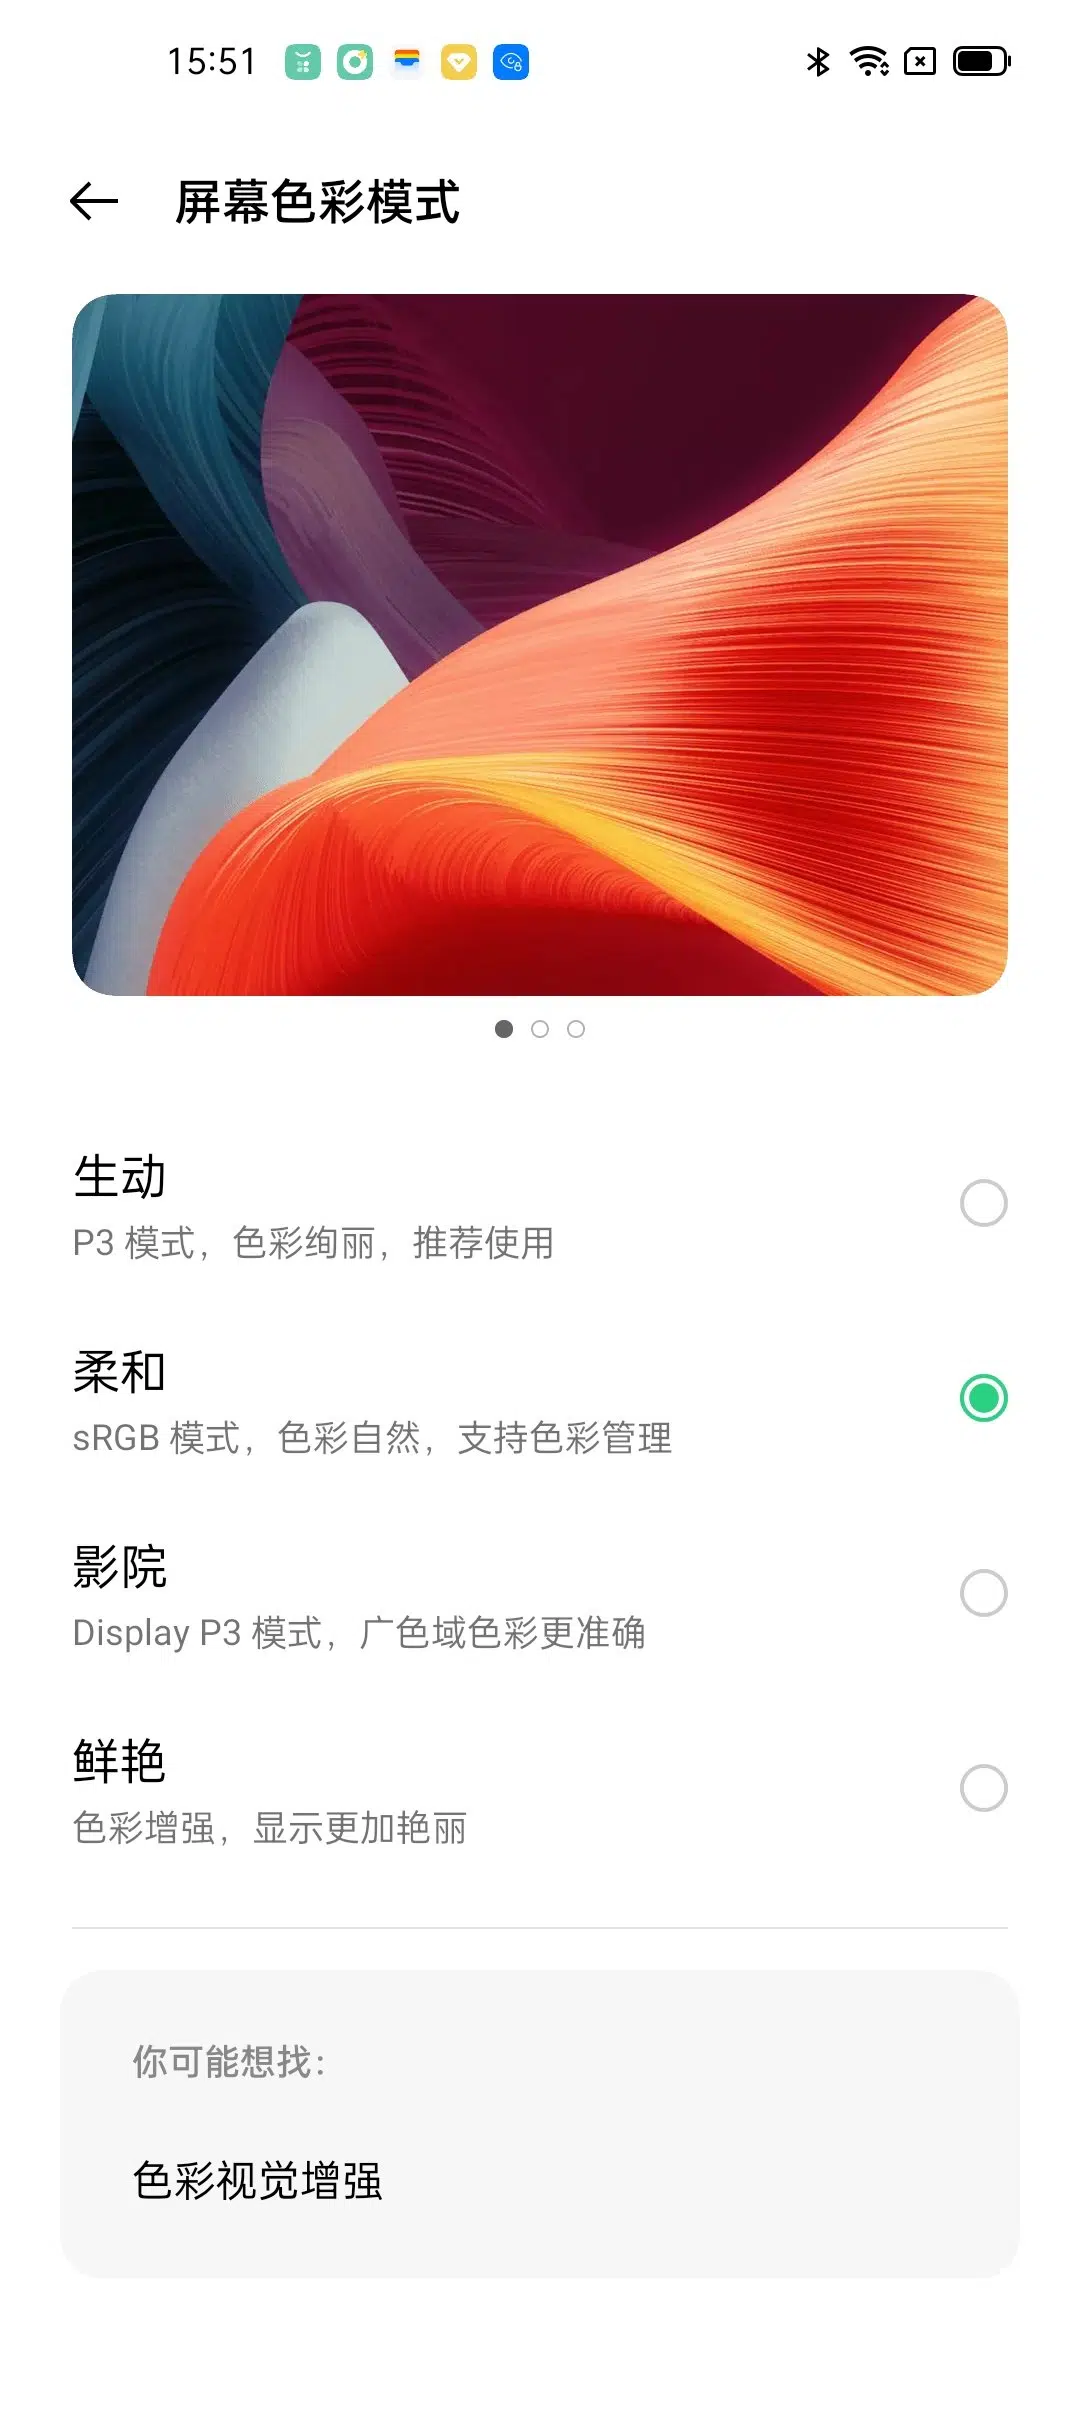 15:51
屏幕色彩模式
生动
P3 模式，色彩绚丽，推荐使用
柔和
sRGB 模式，色彩自然，支持色彩管理
影院
Display P3 模式，广色域色彩更准确
鲜艳
色彩增强，显示更加艳丽
你可能想找：
色彩视觉增强